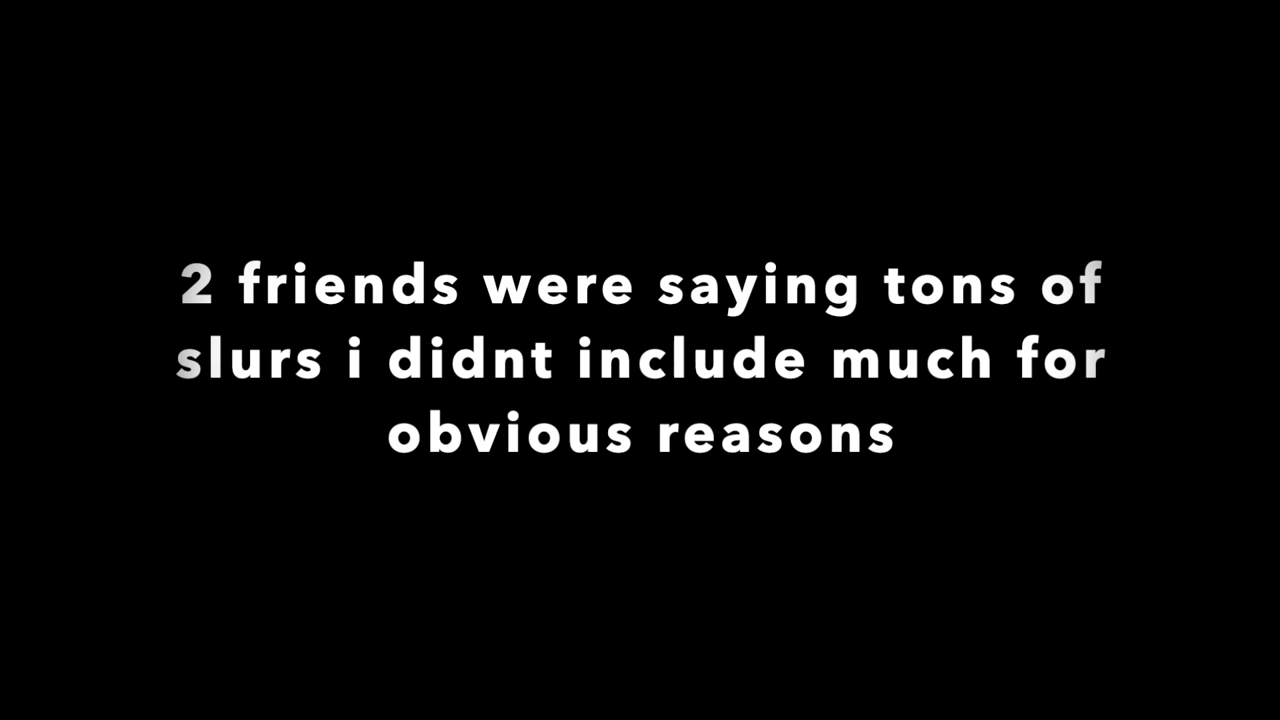 2 friends were saying tons of
slurs i didnt include much for
obvious reasons